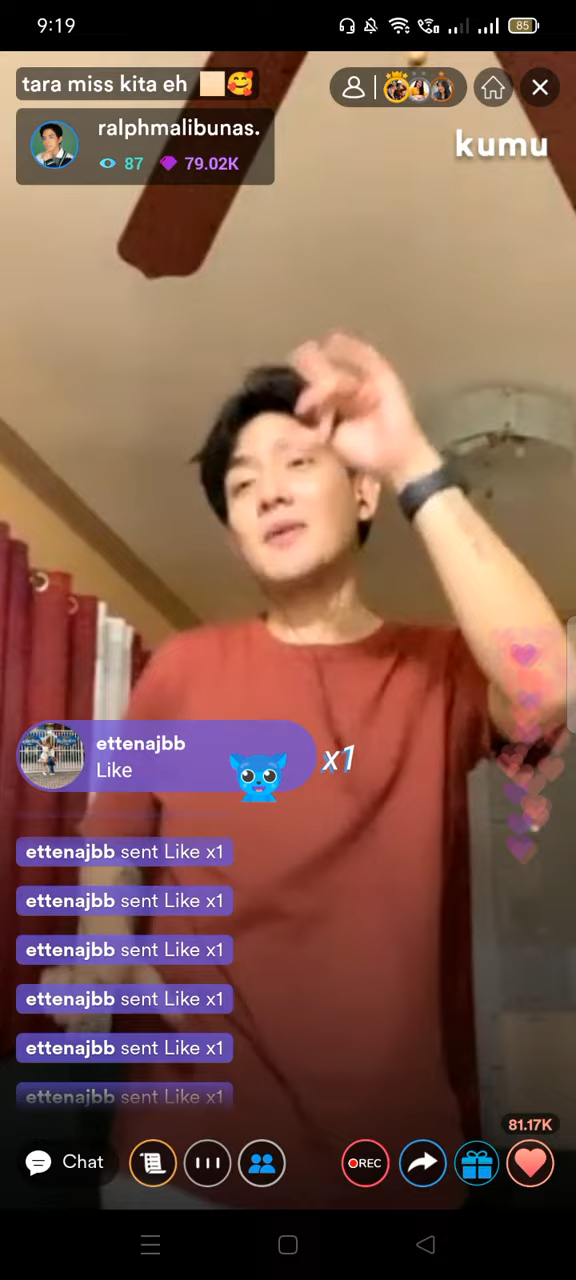 9:19
85
tara miss kita eh 🏻🥰
ralphmalibunas.
87 79.02K
kumu
ettenajbb
Like
x1
ettenajbb sent Like x1
ettenajbb sent Like x1
ettenajbb sent Like x1
ettenajbb sent Like x1
ettenajbb sent Like x1
ettenajbb sent Like x1
81.17K
Chat
REC